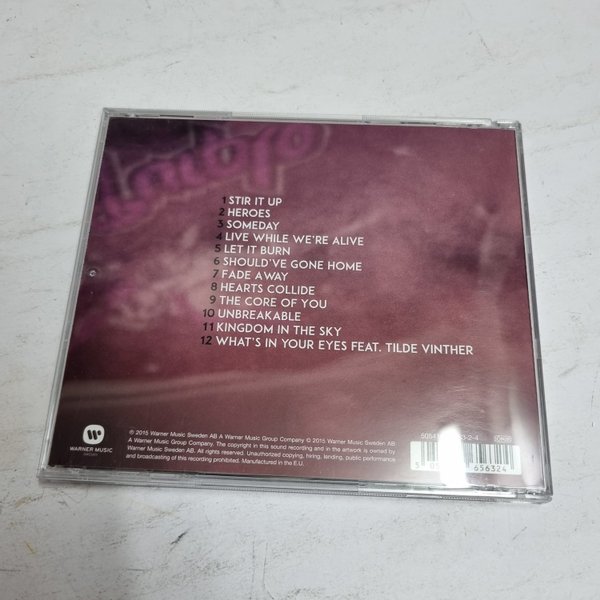 1 STIR IT UP
2 HEROES
3 SOMEDAY
4 LIVE WHILE WE'RE ALIVE
5 LET IT BURN
6 SHOULD'VE GONE HOME
7 FADE AWAY
8 HEARTS COLLIDE
9 THE CORE OF YOU
10 UNBREAKABLE
11 KINGDOM IN THE SKY
12 WHAT'S IN YOUR EYES FEAT. TILDE VINTHER
WARNER MUSIC
SWEDEN
℗ 2015 Warner Music Sweden AB A Warner Music Group Company © 2015 Warner Music Sweden AB
A Warner Music Group Company. The copyright in this sound recording and in the artwork is owned by
Warner Music Sweden AB. All rights reserved. Unauthorized copying, hiring, lending, public performance
and broadcasting of this recording prohibited. Manufactured in the E.U.
3-2-4
656324